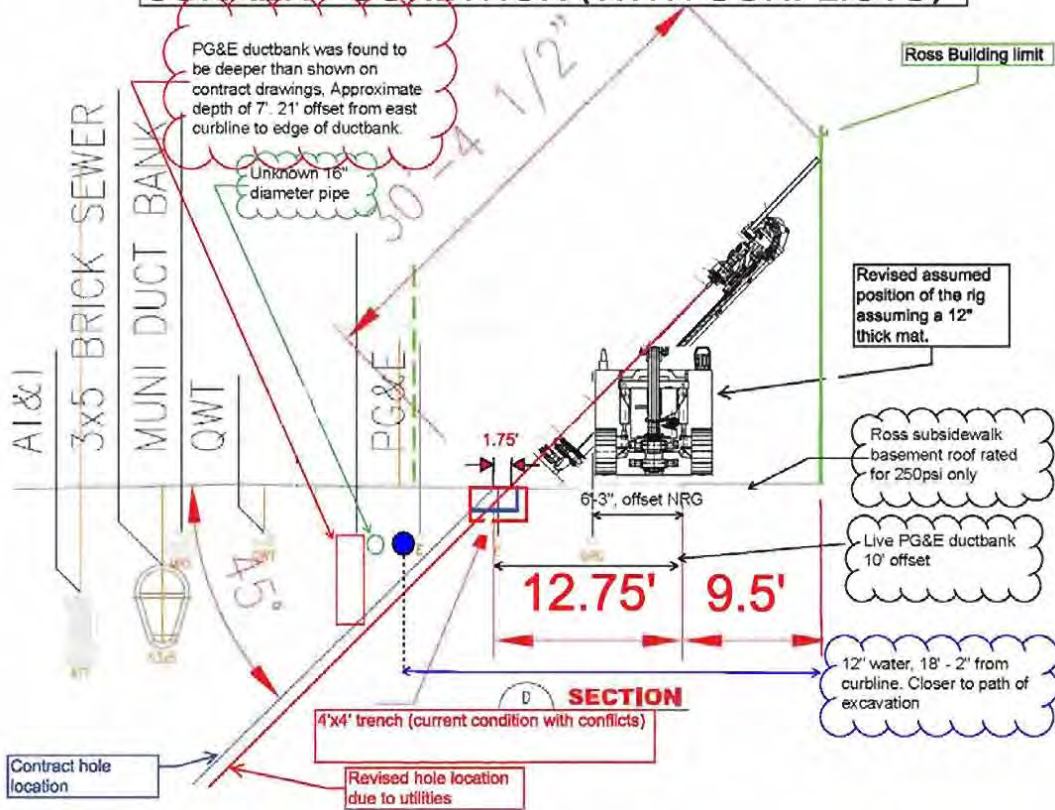 PG&E ductbank was found to
be deeper than shown on
contract drawings, Approximate
depth of 7'. 21' offset from east
curbline to edge of ductbank.
Unknown 16"
diameter pipe
Ross Building limit
Revised assumed
position of the rig
assuming a 12"
thick mat.
Ross subsidewalk
basement roof rated
for 250psi only
Live PG&E ductbank
10' offset
12" water, 18' - 2" from
curbline. Closer to path of
excavation
AI&I
3x5 BRICK SEWER
MUNI DUCT BANK
QWT
PG&E
1.75'
6'-3", offset NRG
12.75'
9.5'
45°
D
SECTION
4'x4' trench (current condition with conflicts)
Contract hole
location
Revised hole location
due to utilities